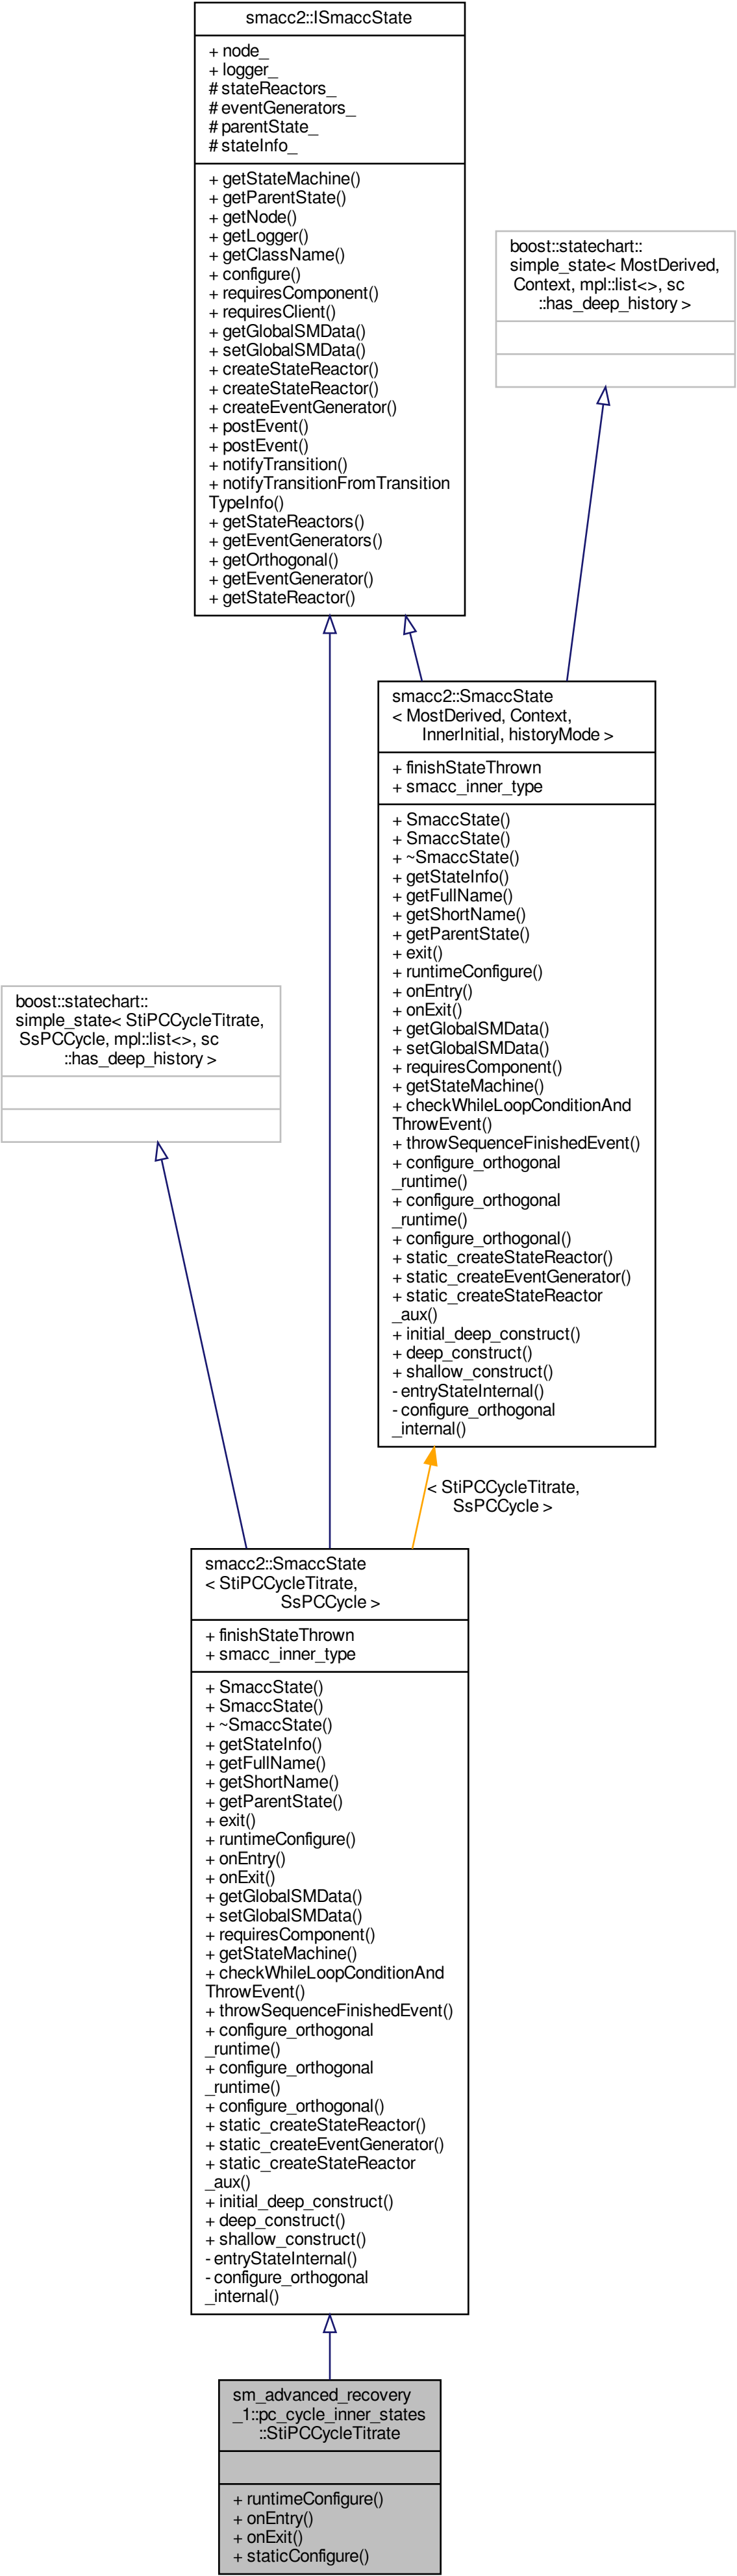 smacc2::ISmaccState
+ node_
+ logger_
# stateReactors_
# eventGenerators_
# parentState_
# stateInfo_
+ getStateMachine()
+ getParentState()
+ getNode()
+ getLogger()
+ getClassName()
+ configure()
+ requiresComponent()
+ requiresClient()
+ getGlobalSMData()
+ setGlobalSMData()
+ createStateReactor()
+ createStateReactor()
+ createEventGenerator()
+ postEvent()
+ postEvent()
+ notifyTransition()
+ notifyTransitionFromTransition
TypeInfo()
+ getStateReactors()
+ getEventGenerators()
+ getOrthogonal()
+ getEventGenerator()
+ getStateReactor()
boost::statechart::
simple_state< MostDerived,
Context, mpl::list<>, sc
::has_deep_history >
smacc2::SmaccState
< MostDerived, Context,
InnerInitial, historyMode >
+ finishStateThrown
+ smacc_inner_type
+ SmaccState()
+ SmaccState()
+ ~SmaccState()
+ getStateInfo()
+ getFullName()
+ getShortName()
+ getParentState()
+ exit()
+ runtimeConfigure()
+ onEntry()
+ onExit()
+ getGlobalSMData()
+ setGlobalSMData()
+ requiresComponent()
+ getStateMachine()
+ checkWhileLoopConditionAnd
ThrowEvent()
+ throwSequenceFinishedEvent()
+ configure_orthogonal
_runtime()
+ configure_orthogonal
_runtime()
+ configure_orthogonal()
+ static_createStateReactor()
+ static_createEventGenerator()
+ static_createStateReactor
_aux()
+ initial_deep_construct()
+ deep_construct()
+ shallow_construct()
- entryStateInternal()
- configure_orthogonal
_internal()
boost::statechart::
simple_state< StiPCCycleTitrate,
SsPCCycle, mpl::list<>, sc
::has_deep_history >
< StiPCCycleTitrate,
SsPCCycle >
smacc2::SmaccState
< StiPCCycleTitrate,
SsPCCycle >
+ finishStateThrown
+ smacc_inner_type
+ SmaccState()
+ SmaccState()
+ ~SmaccState()
+ getStateInfo()
+ getFullName()
+ getShortName()
+ getParentState()
+ exit()
+ runtimeConfigure()
+ onEntry()
+ onExit()
+ getGlobalSMData()
+ setGlobalSMData()
+ requiresComponent()
+ getStateMachine()
+ checkWhileLoopConditionAnd
ThrowEvent()
+ throwSequenceFinishedEvent()
+ configure_orthogonal
_runtime()
+ configure_orthogonal
_runtime()
+ configure_orthogonal()
+ static_createStateReactor()
+ static_createEventGenerator()
+ static_createStateReactor
_aux()
+ initial_deep_construct()
+ deep_construct()
+ shallow_construct()
- entryStateInternal()
- configure_orthogonal
_internal()
sm_advanced_recovery
_1::pc_cycle_inner_states
::StiPCCycleTitrate
+ runtimeConfigure()
+ onEntry()
+ onExit()
+ staticConfigure()